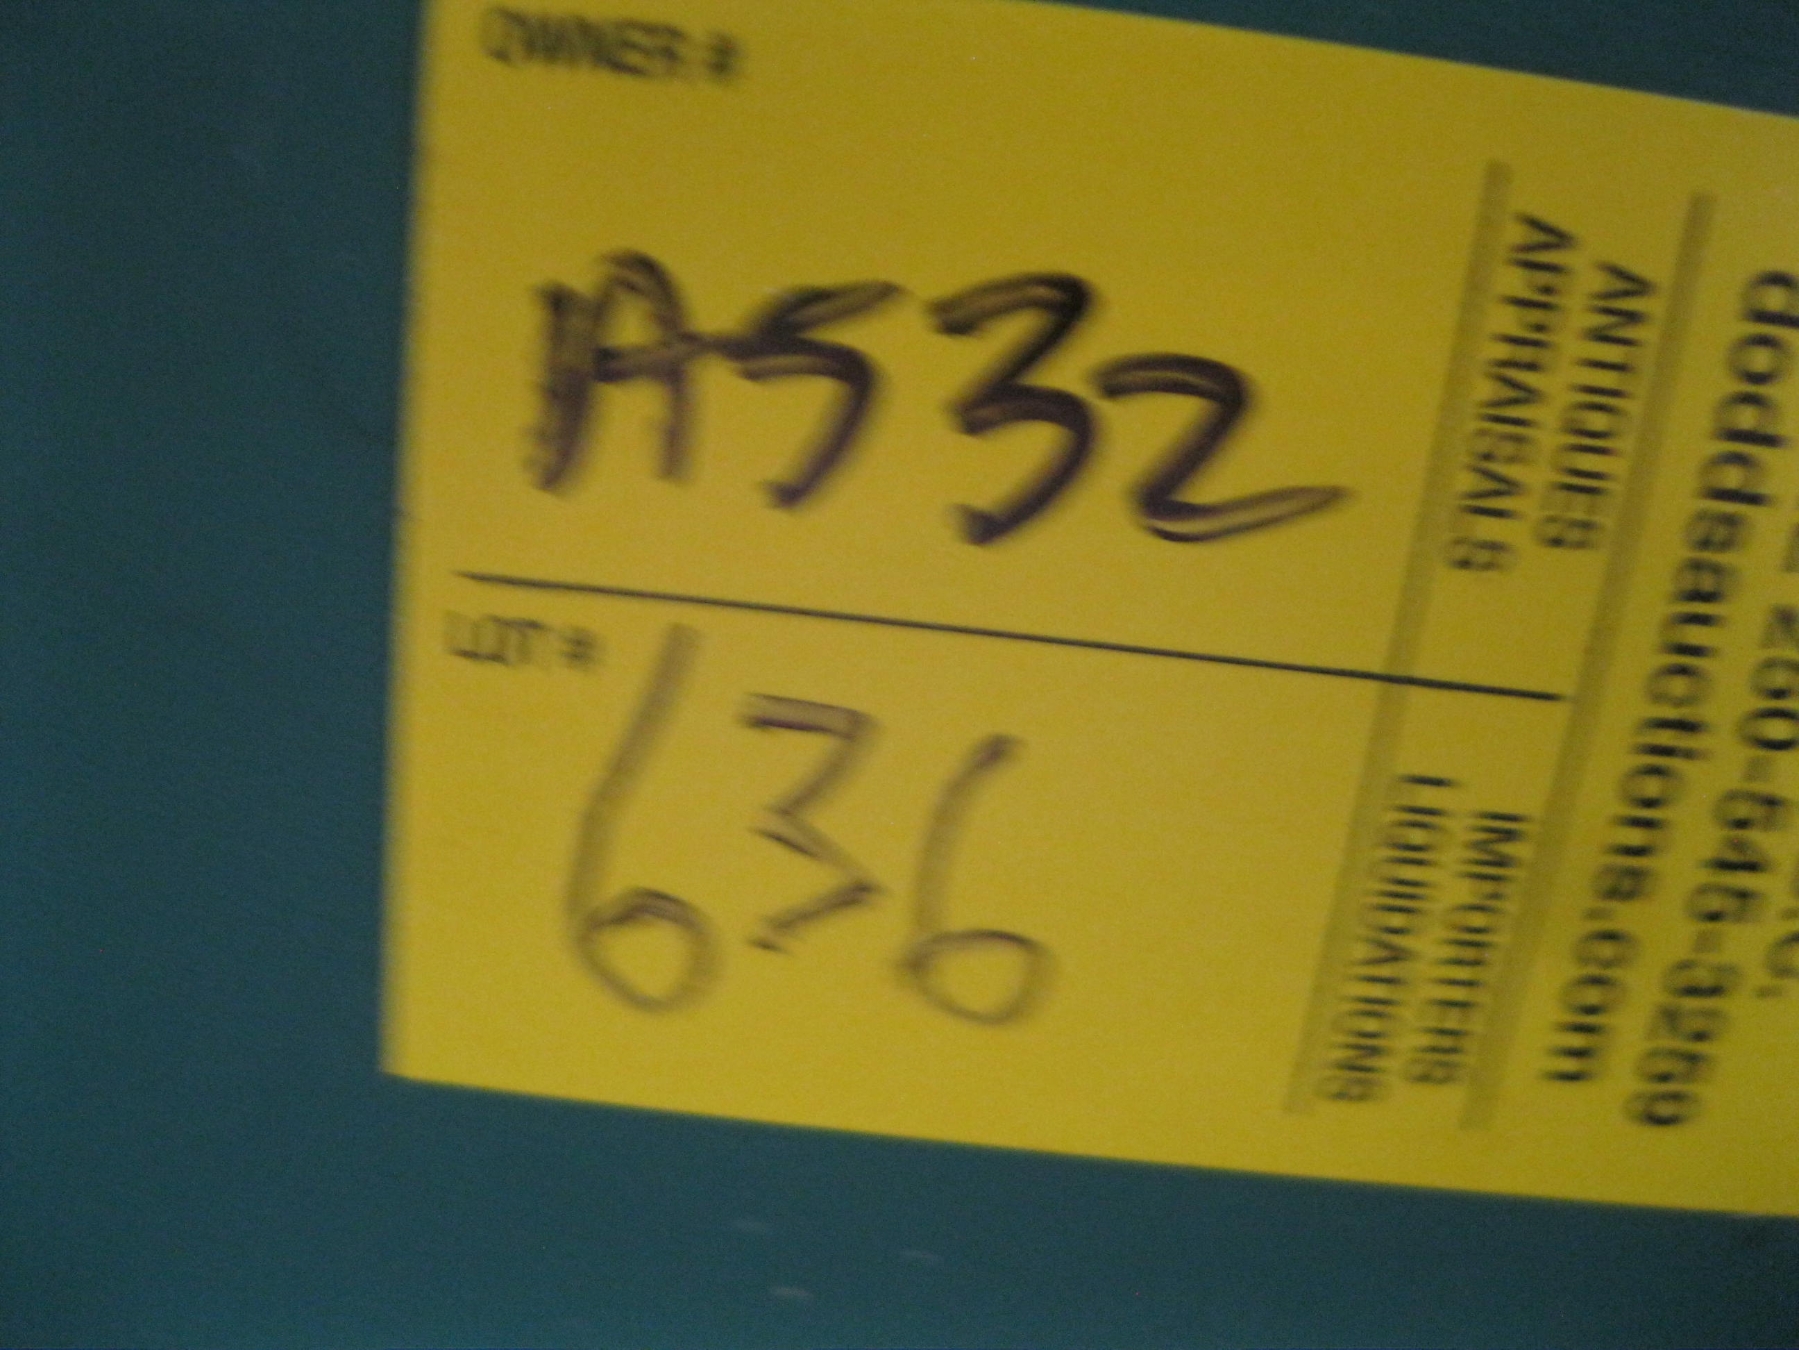 OWNER #
A532
LOT #
636
ANTIQUES
APPRAISALS
IMPORTERS
LIQUIDATIONS
doddsauctions.com